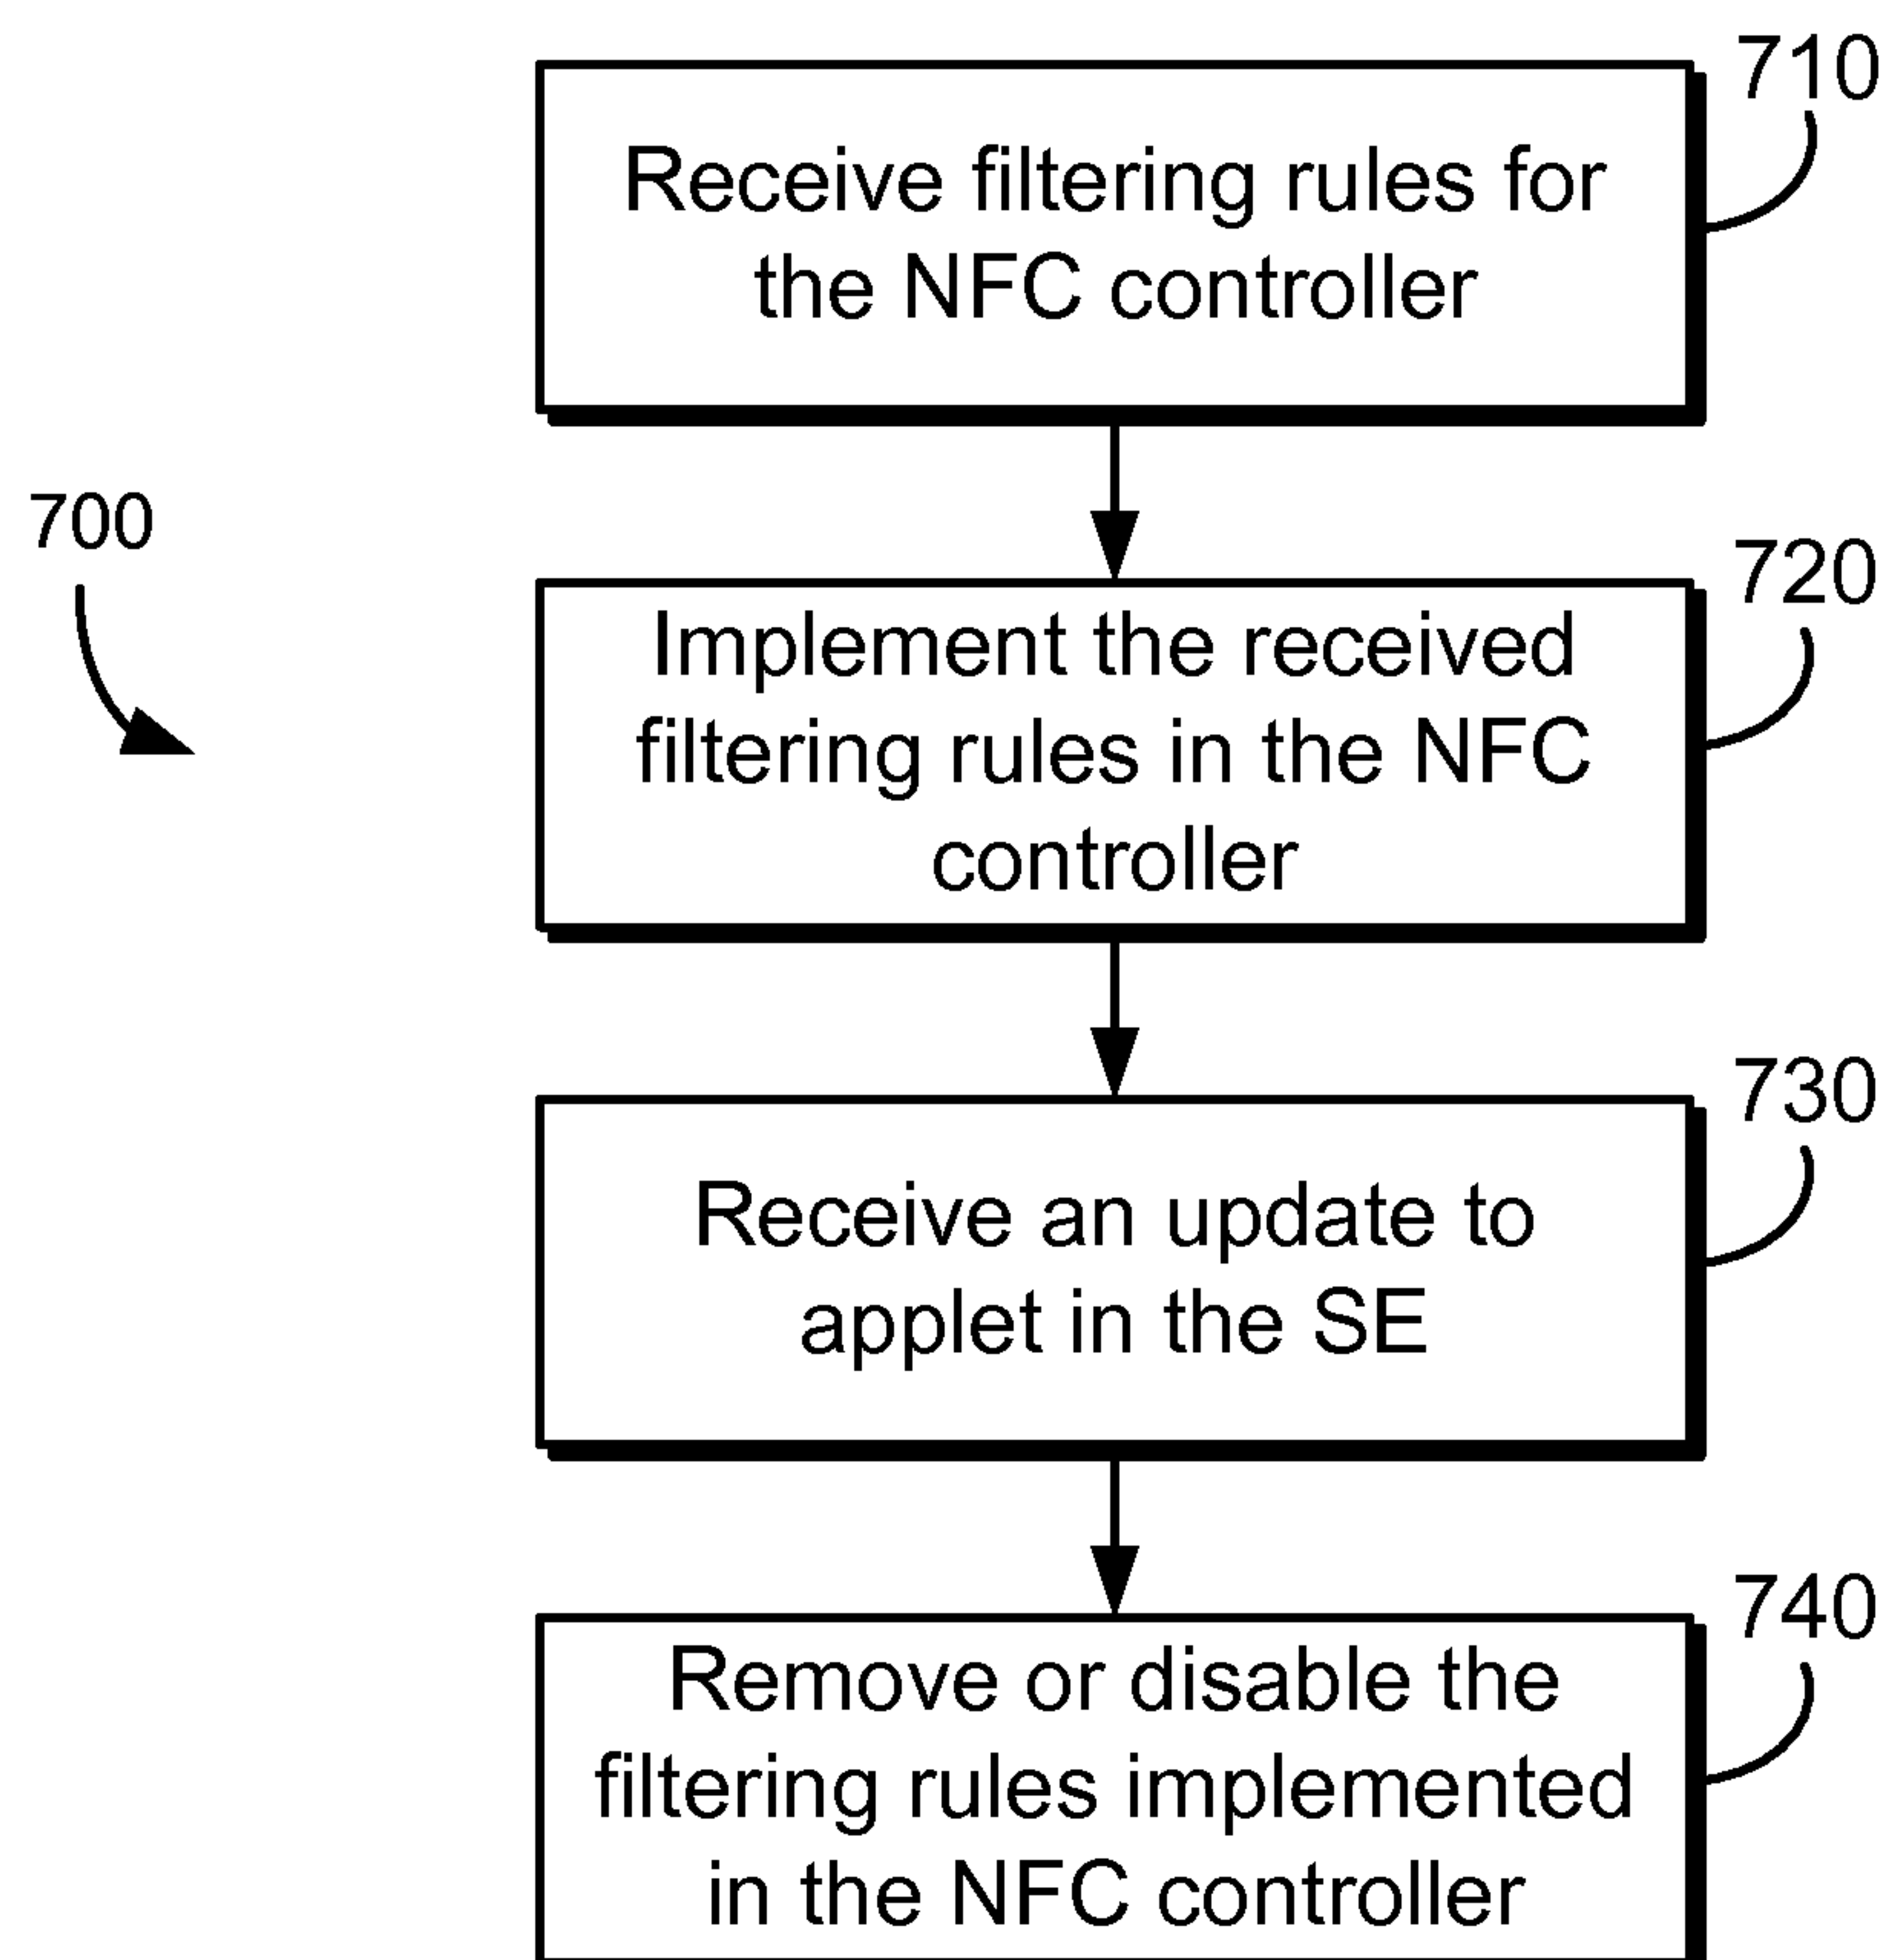 710
Receive filtering rules for
the NFC controller
700
720
Implement the received
filtering rules in the NFC
controller
730
Receive an update to
applet in the SE
740
Remove or disable the
filtering rules implemented
in the NFC controller